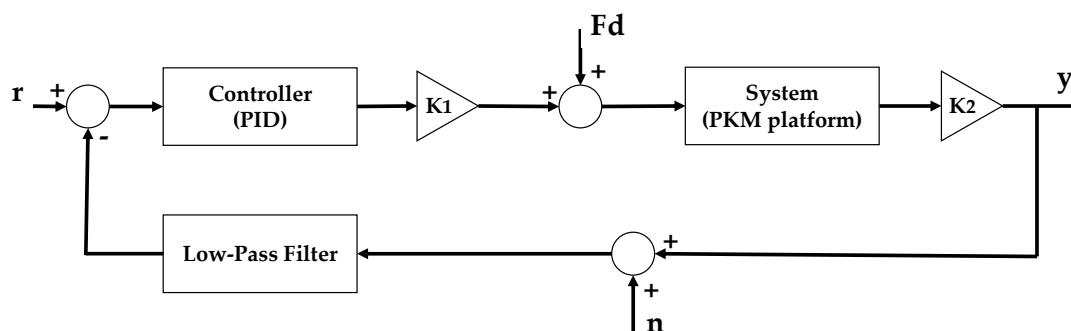 Fd
+
r
+
Controller
(PID)
K1
+
System
(PKM platform)
K2
y
-
Low-Pass Filter
+
+
n